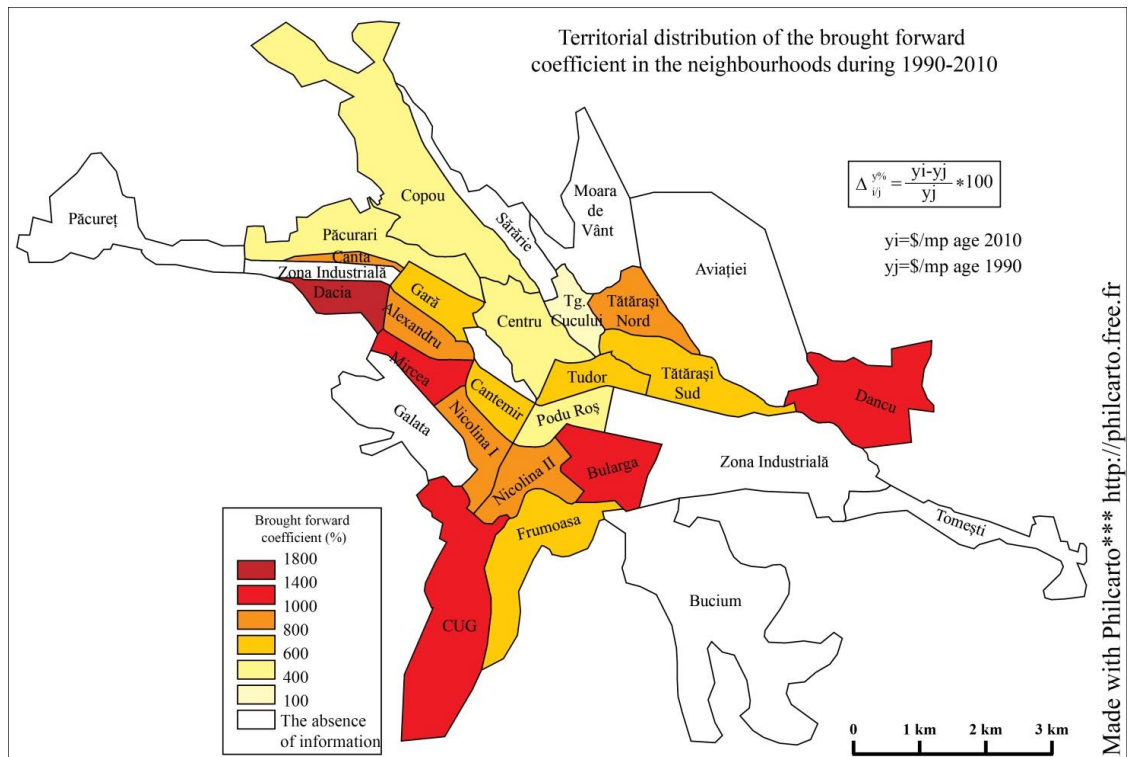 Territorial distribution of the brought forward
coefficient in the neighbourhoods during 1990-2010
Δ i/j y% = yi-yj / yj *100
yi=$/mp age 2010
yj=$/mp age 1990
Păcureț
Copou
Sărărie
Moara
de
Vânt
Aviației
Păcurari
Canta
Zona Industrială
Dacia
Gară
Alexandru
Centru
Tg.
Cucului
Tătărași
Nord
Mircea
Cantemir
Tudor
Tătărași
Sud
Dancu
Galata
Nicolina I
Podu Roș
Nicolina II
Bularga
Zona Industrială
Tomești
Frumoasa
CUG
Bucium
Brought forward
coefficient (%)
1800
1400
1000
800
600
400
100
The absence
of information
0 1 km 2 km 3 km
Made with Philcarto*** http://philcarto.free.fr